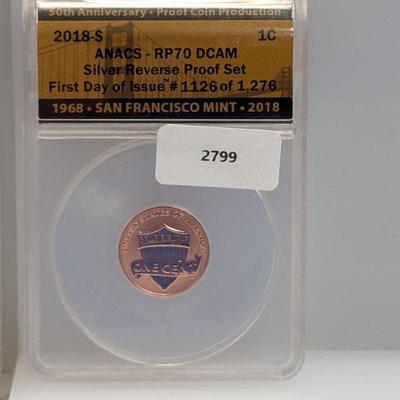 50th Anniversary • Proof Coin Production
2018-S 1C
ANACS - RP70 DCAM
Silver Reverse Proof Set
First Day of Issue™ # 1126 of 1,276
1968 • SAN FRANCISCO MINT • 2018
2799
UNITED STATES OF AMERICA
ONE CENT